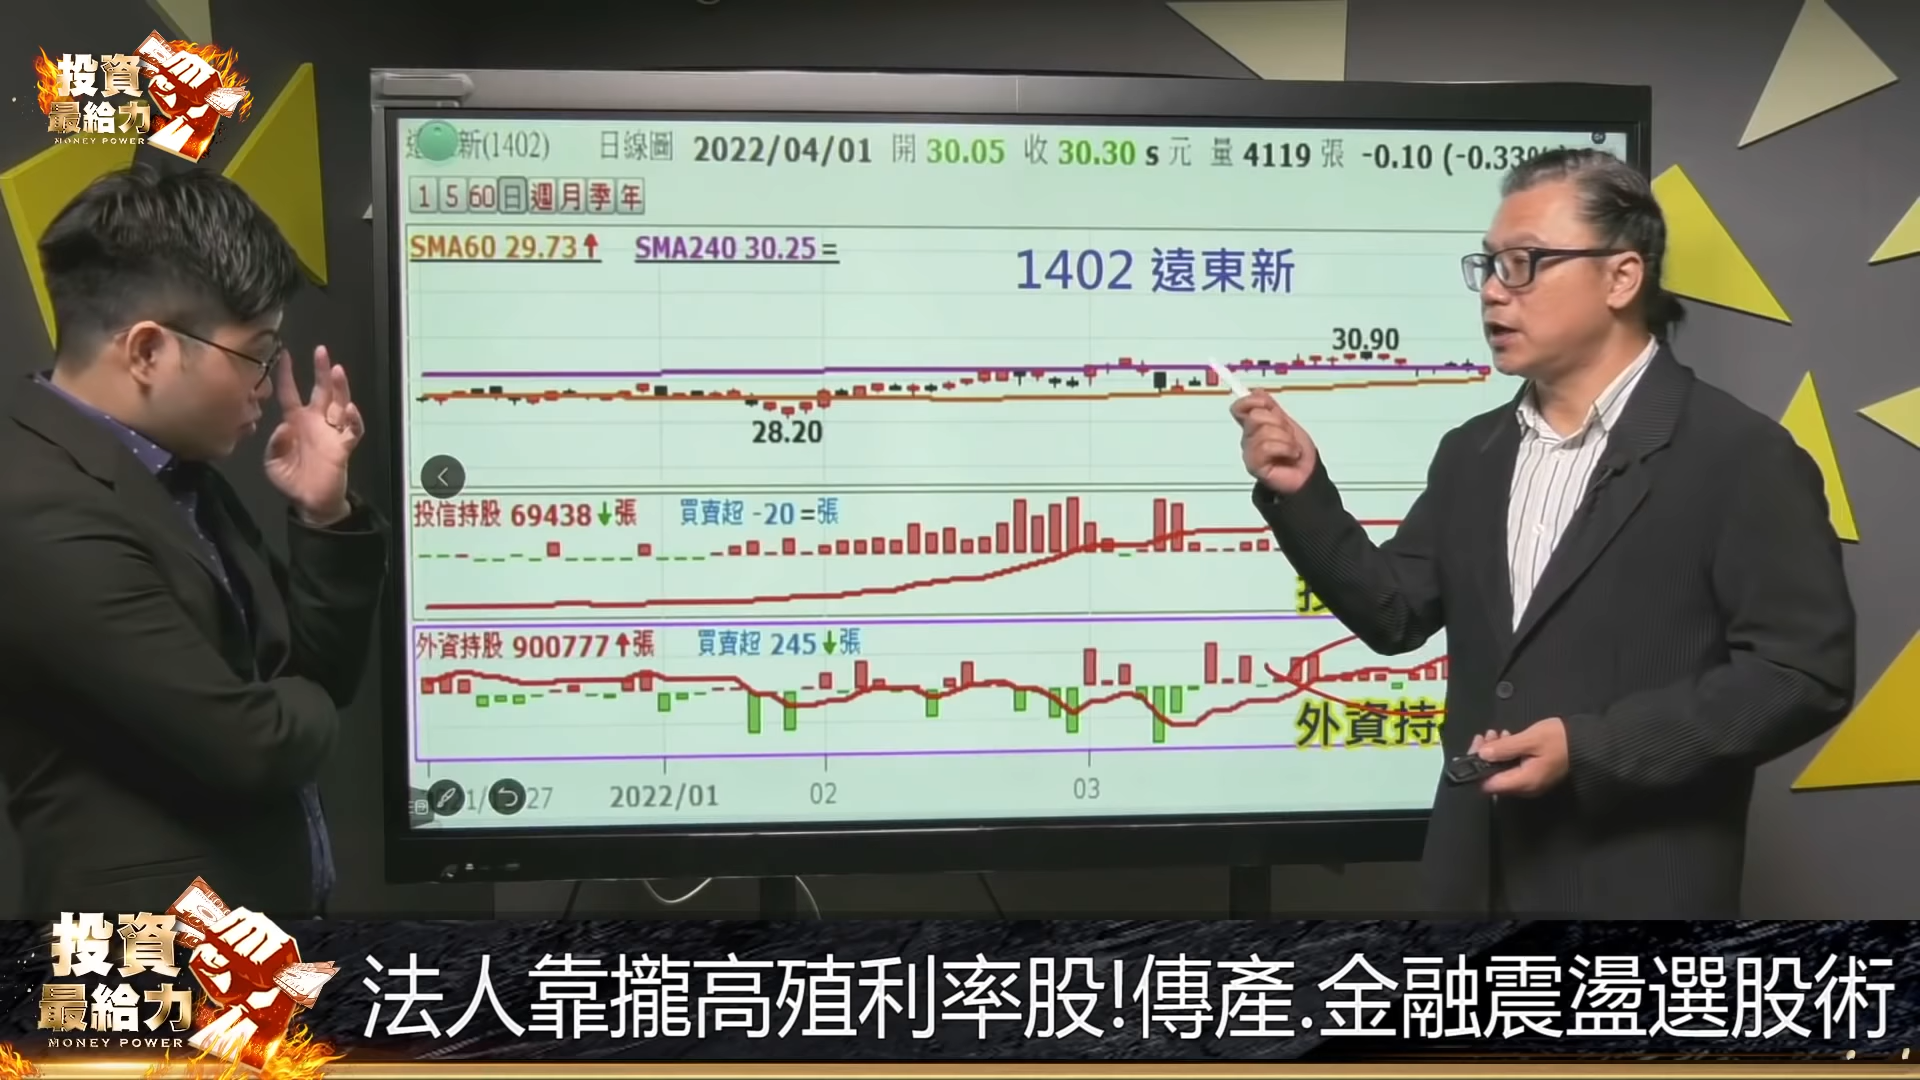 投資
最給力
MONEY POWER
新(1402) 日線圖 2022/04/01 開 30.05 收 30.30 s 元 量 4119 張 -0.10 (-0.33%
1 5 60 日 週 月 季 年
SMA60 29.73↑ SMA240 30.25=
1402 遠東新
30.90
28.20
投信持股 69438↓張 買賣超 -20=張
外資持股 900777↑張 買賣超 245↓張
外資持
27 2022/01 02 03
投資
最給力
MONEY POWER
法人靠攏高殖利率股!傳產.金融震盪選股術